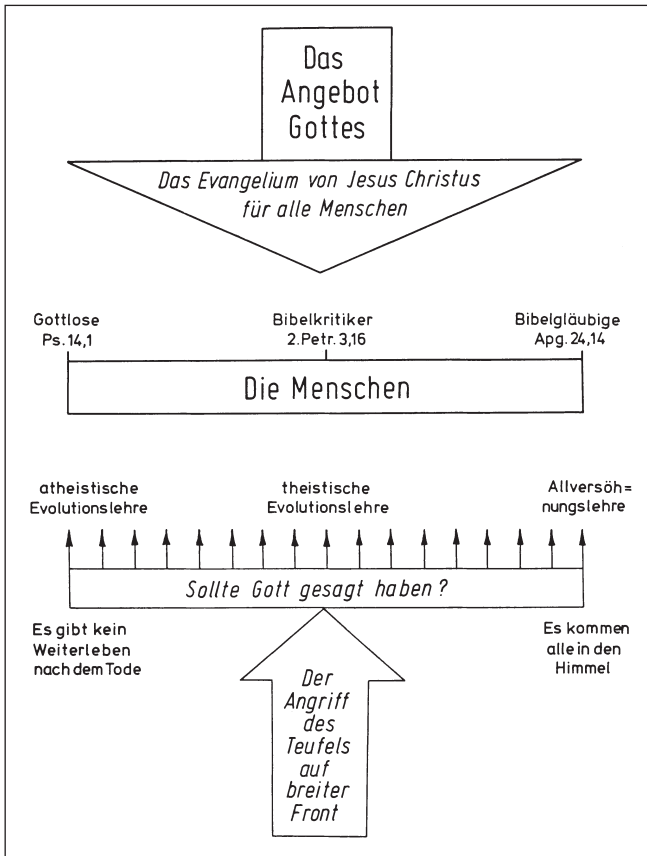 Das
Angebot
Gottes
Das Evangelium von Jesus Christus
für alle Menschen
Gottlose
Ps. 14,1
Bibelkritiker
2. Petr. 3,16
Bibelgläubige
Apg. 24,14
Die Menschen
atheistische
Evolutionslehre
theistische
Evolutionslehre
Allversöh=
nungslehre
Sollte Gott gesagt haben?
Es gibt kein
Weiterleben
nach dem Tode
Es kommen
alle in den
Himmel
Der
Angriff
des
Teufels
auf
breiter
Front